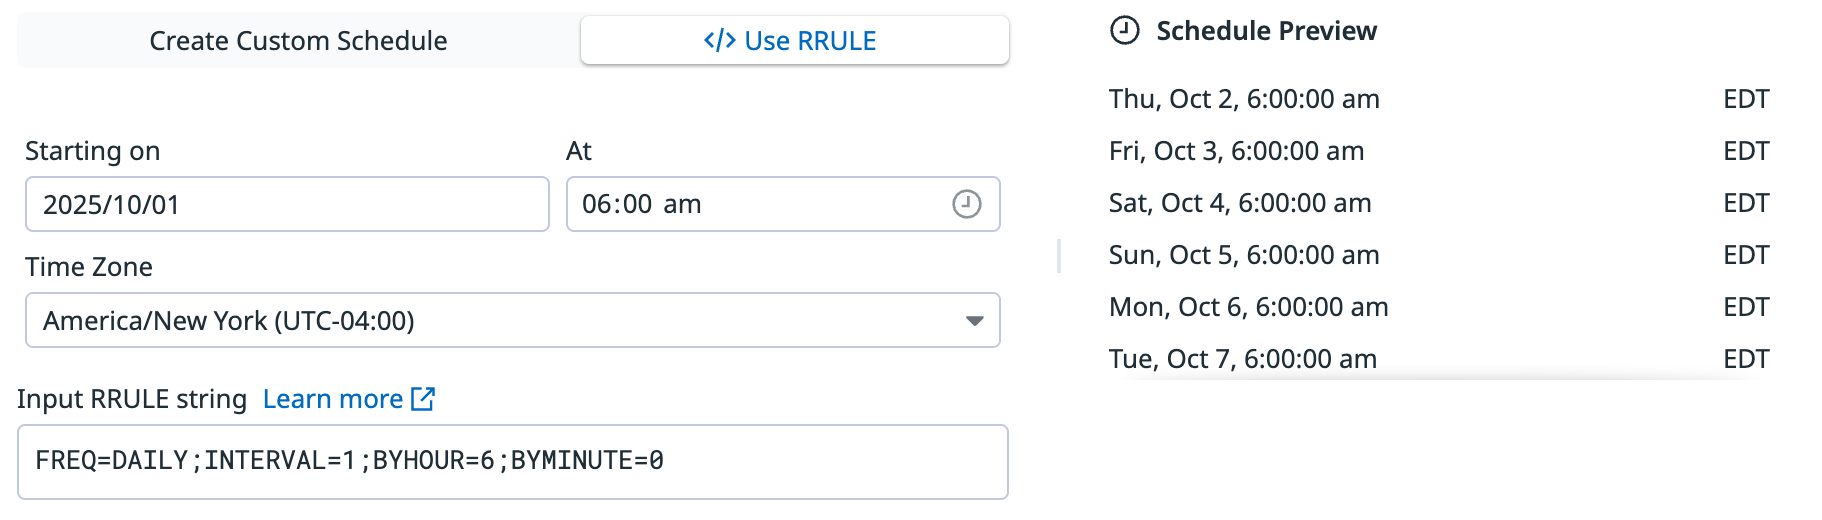 Create Custom Schedule
</> Use RRULE
Starting on
At
2025/10/01
06:00 am
Time Zone
America/New York (UTC-04:00)
Input RRULE string Learn more
FREQ=DAILY;INTERVAL=1;BYHOUR=6;BYMINUTE=0
Schedule Preview
Thu, Oct 2, 6:00:00 am EDT
Fri, Oct 3, 6:00:00 am EDT
Sat, Oct 4, 6:00:00 am EDT
Sun, Oct 5, 6:00:00 am EDT
Mon, Oct 6, 6:00:00 am EDT
Tue, Oct 7, 6:00:00 am EDT